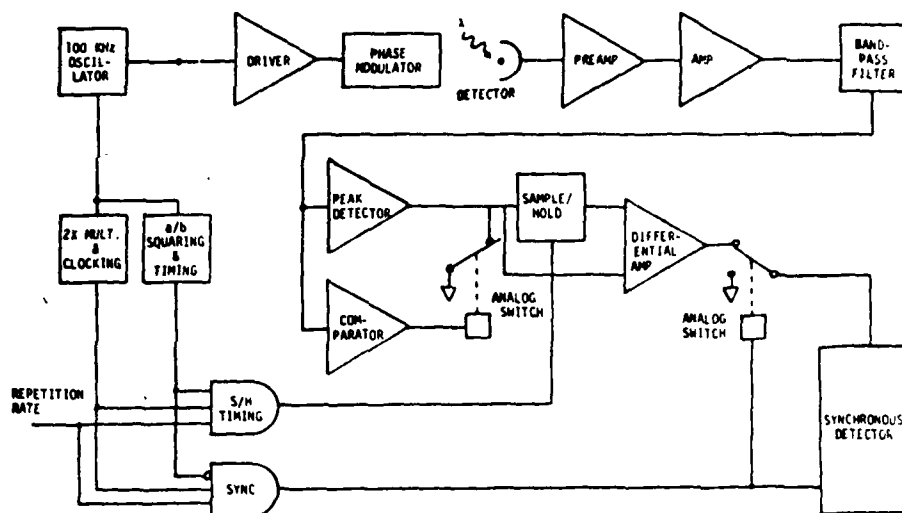 100 KHz
OSCIL-
LATOR
DRIVER
PHASE
MODULATOR
λ
DETECTOR
PREAMP
AMP
BAND-
PASS
FILTER
2X MULT.
&
CLOCKING
a/b
SQUARING
&
TIMING
PEAK
DETECTOR
SAMPLE/
HOLD
DIFFER-
ENTIAL
AMP
COM-
PARATOR
ANALOG
SWITCH
ANALOG
SWITCH
REPETITION
RATE
S/H
TIMING
SYNC
SYNCHRONOUS
DETECTOR